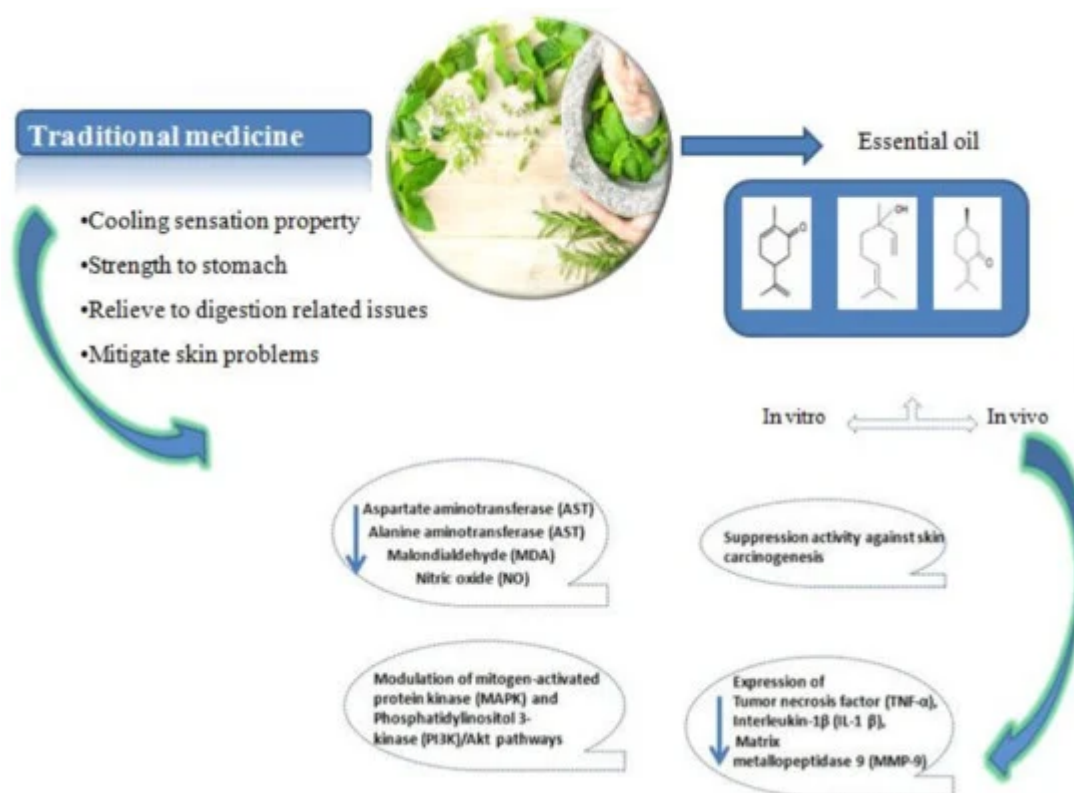 Traditional medicine
•Cooling sensation property
•Strength to stomach
•Relieve to digestion related issues
•Mitigate skin problems
Essential oil
O
OH
O
In vitro
In vivo
Aspartate aminotransferase (AST)
Alanine aminotransferase (AST)
Malondialdehyde (MDA)
Nitric oxide (NO)
Suppression activity against skin
carcinogenesis
Modulation of mitogen-activated
protein kinase (MAPK) and
Phosphatidylinositol 3-
kinase (PI3K)/Akt pathways
Expression of
Tumor necrosis factor (TNF-α),
Interleukin-1β (IL-1 β),
Matrix
metallopeptidase 9 (MMP-9)